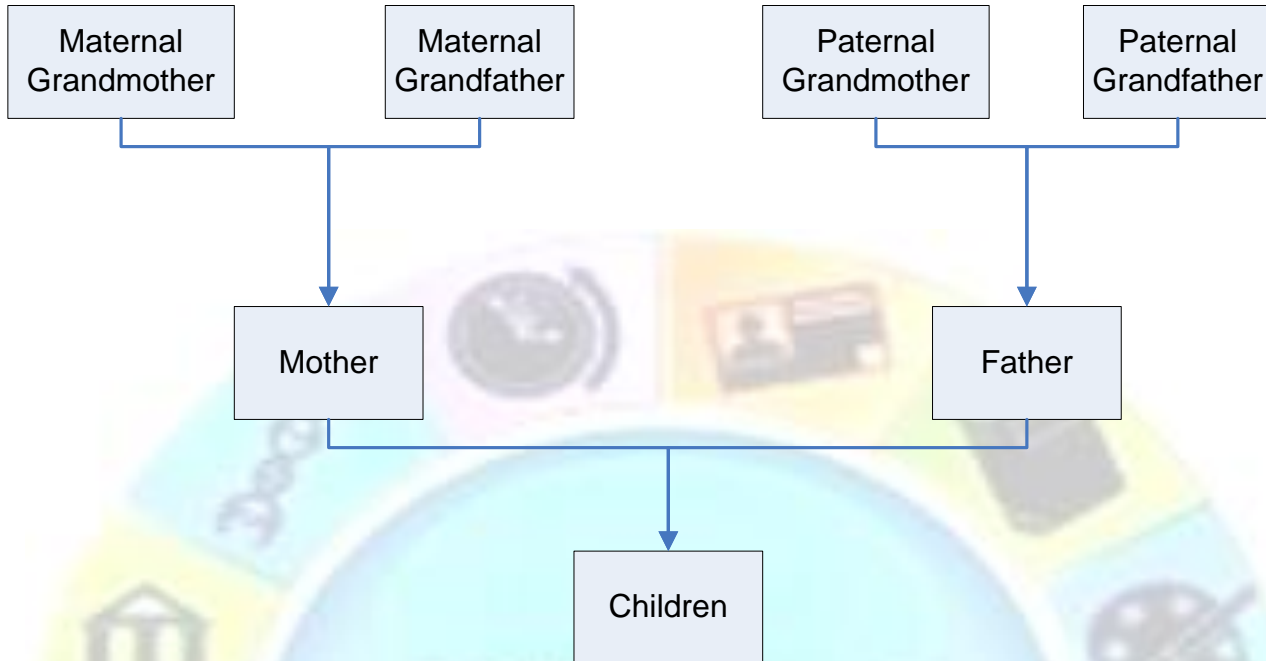 Maternal
Grandmother
Maternal
Grandfather
Paternal
Grandmother
Paternal
Grandfather
Mother
Father
Children